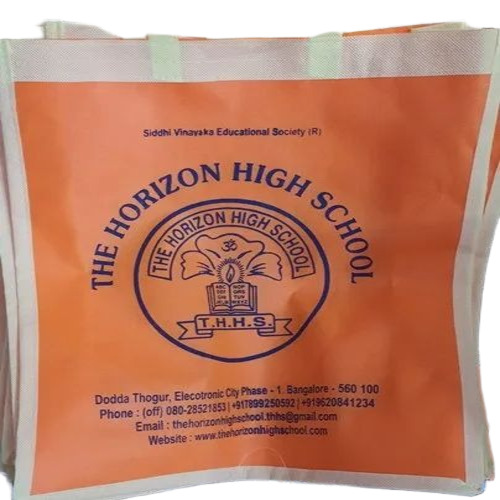 Siddhi Vinayaka Educational Society (R)
THE HORIZON HIGH SCHOOL
THE HORIZON HIGH SCHOOL
ॐ
T.H.H.S.
Dodda Thogur, Elecotronic City Phase - 1. Bangalore - 560 100
Phone : (off) 080-28521853 | +917899250592 | +919620841234
Email : thehorizonhighschool.thhs@gmail.com
Website : www.thehorizonhighschool.com